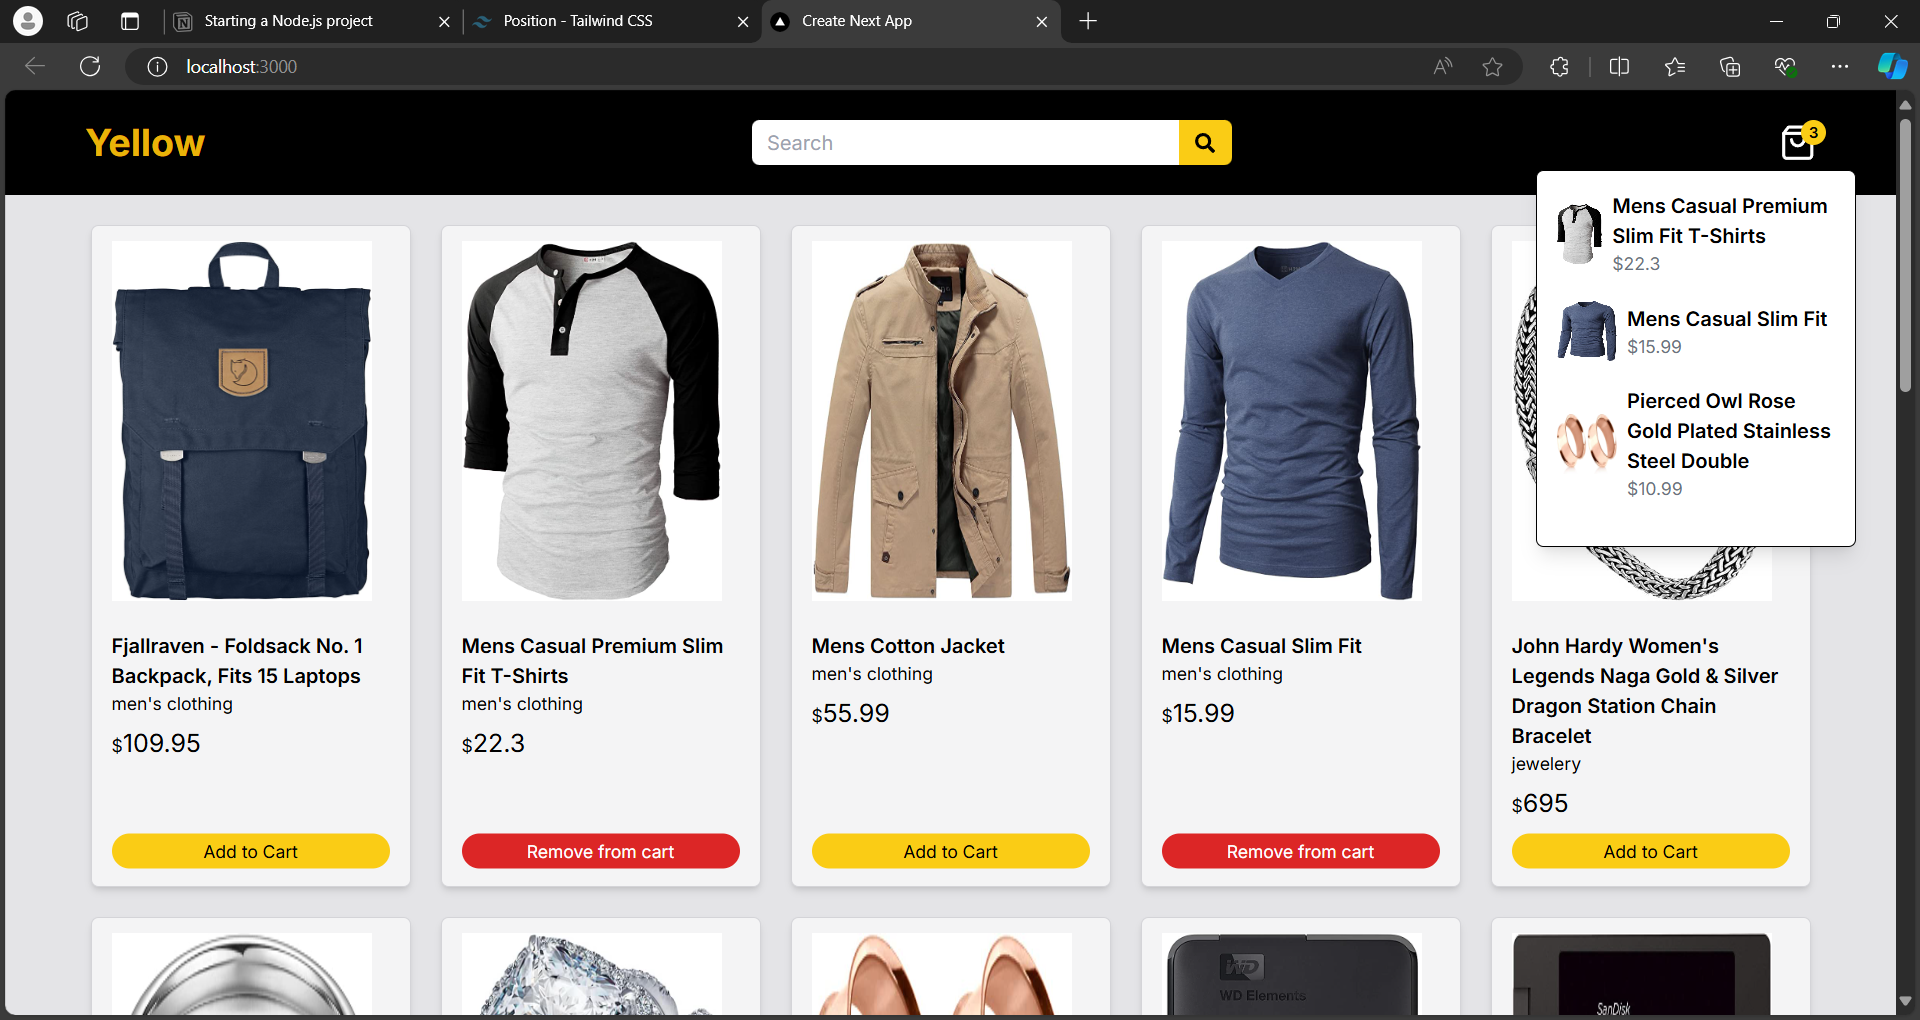 Starting a Node.js project
Position - Tailwind CSS
Create Next App
localhost:3000
Yellow
Search
3
Mens Casual Premium
Slim Fit T-Shirts
$22.3
Mens Casual Slim Fit
$15.99
Pierced Owl Rose
Gold Plated Stainless
Steel Double
$10.99
Fjallraven - Foldsack No. 1
Backpack, Fits 15 Laptops
men's clothing
$109.95
Add to Cart
Mens Casual Premium Slim
Fit T-Shirts
men's clothing
$22.3
Remove from cart
Mens Cotton Jacket
men's clothing
$55.99
Add to Cart
Mens Casual Slim Fit
men's clothing
$15.99
Remove from cart
John Hardy Women's
Legends Naga Gold & Silver
Dragon Station Chain
Bracelet
jewelery
$695
Add to Cart
WD
WD Elements
SanDisk